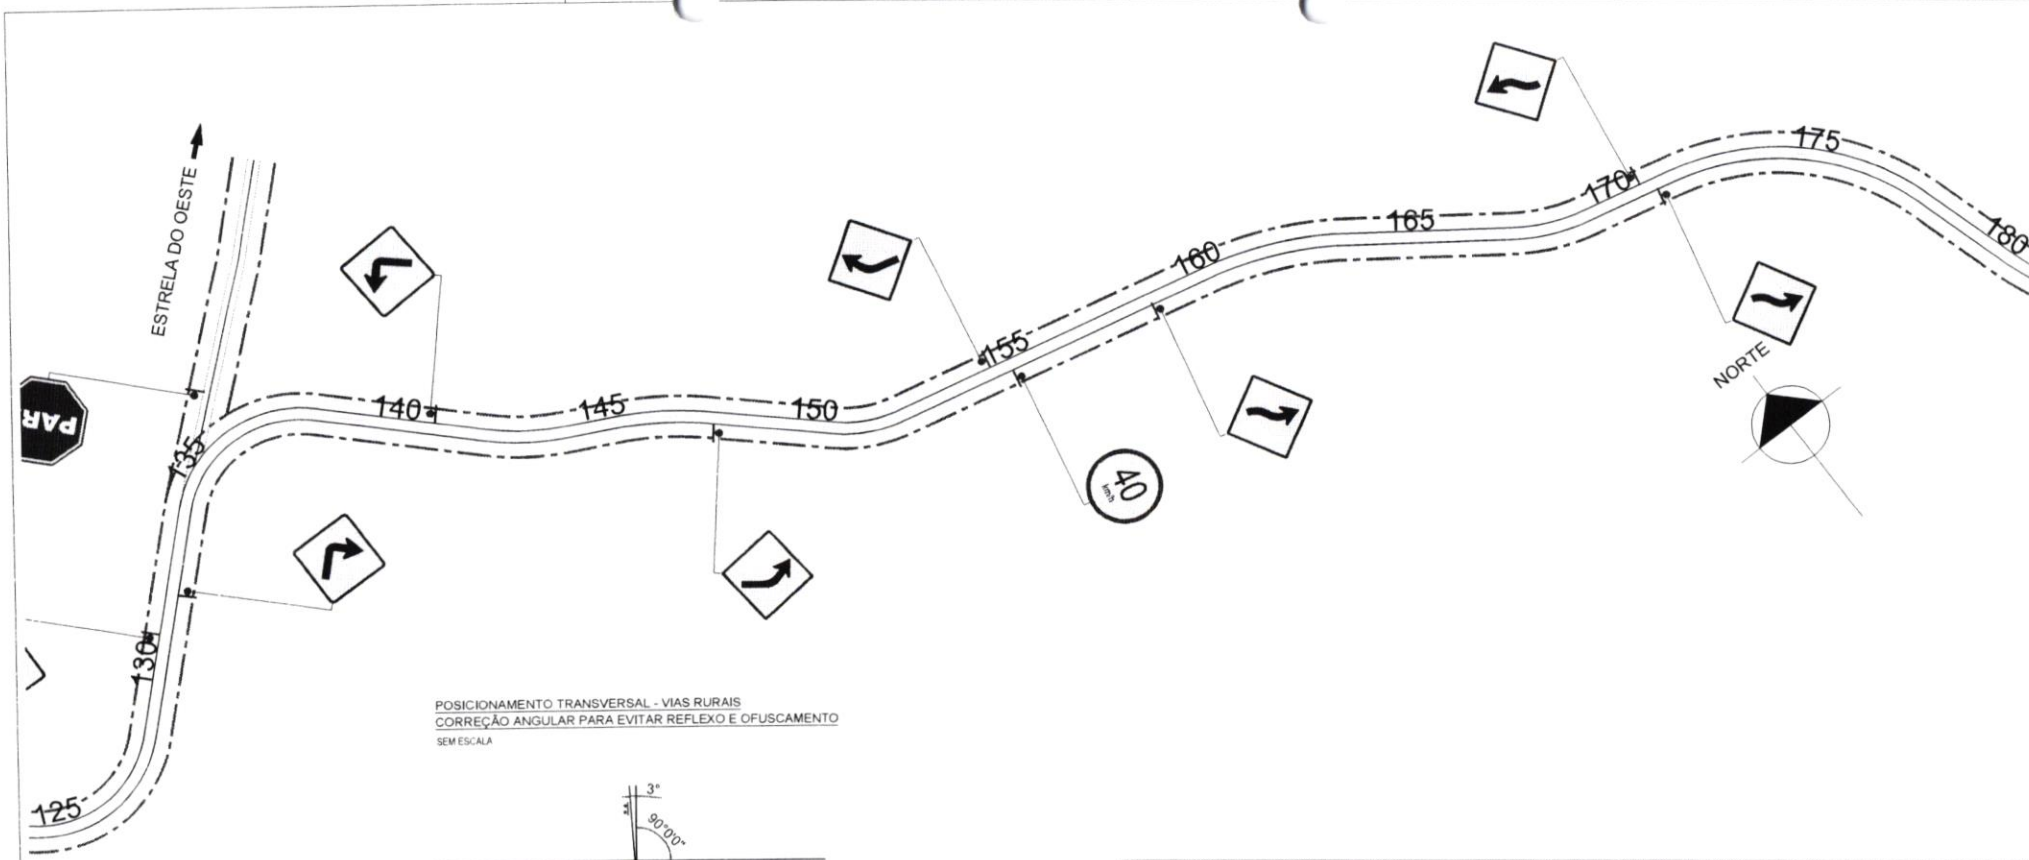 175
170
180
165
160
ESTRELA DO OESTE
155
NORTE
140
145
150
PAR
135
40
km/h
130
POSICIONAMENTO TRANSVERSAL - VIAS RURAIS
CORREÇÃO ANGULAR PARA EVITAR REFLEXO E OFUSCAMENTO
SEM ESCALA
125
3°
90°0'0"